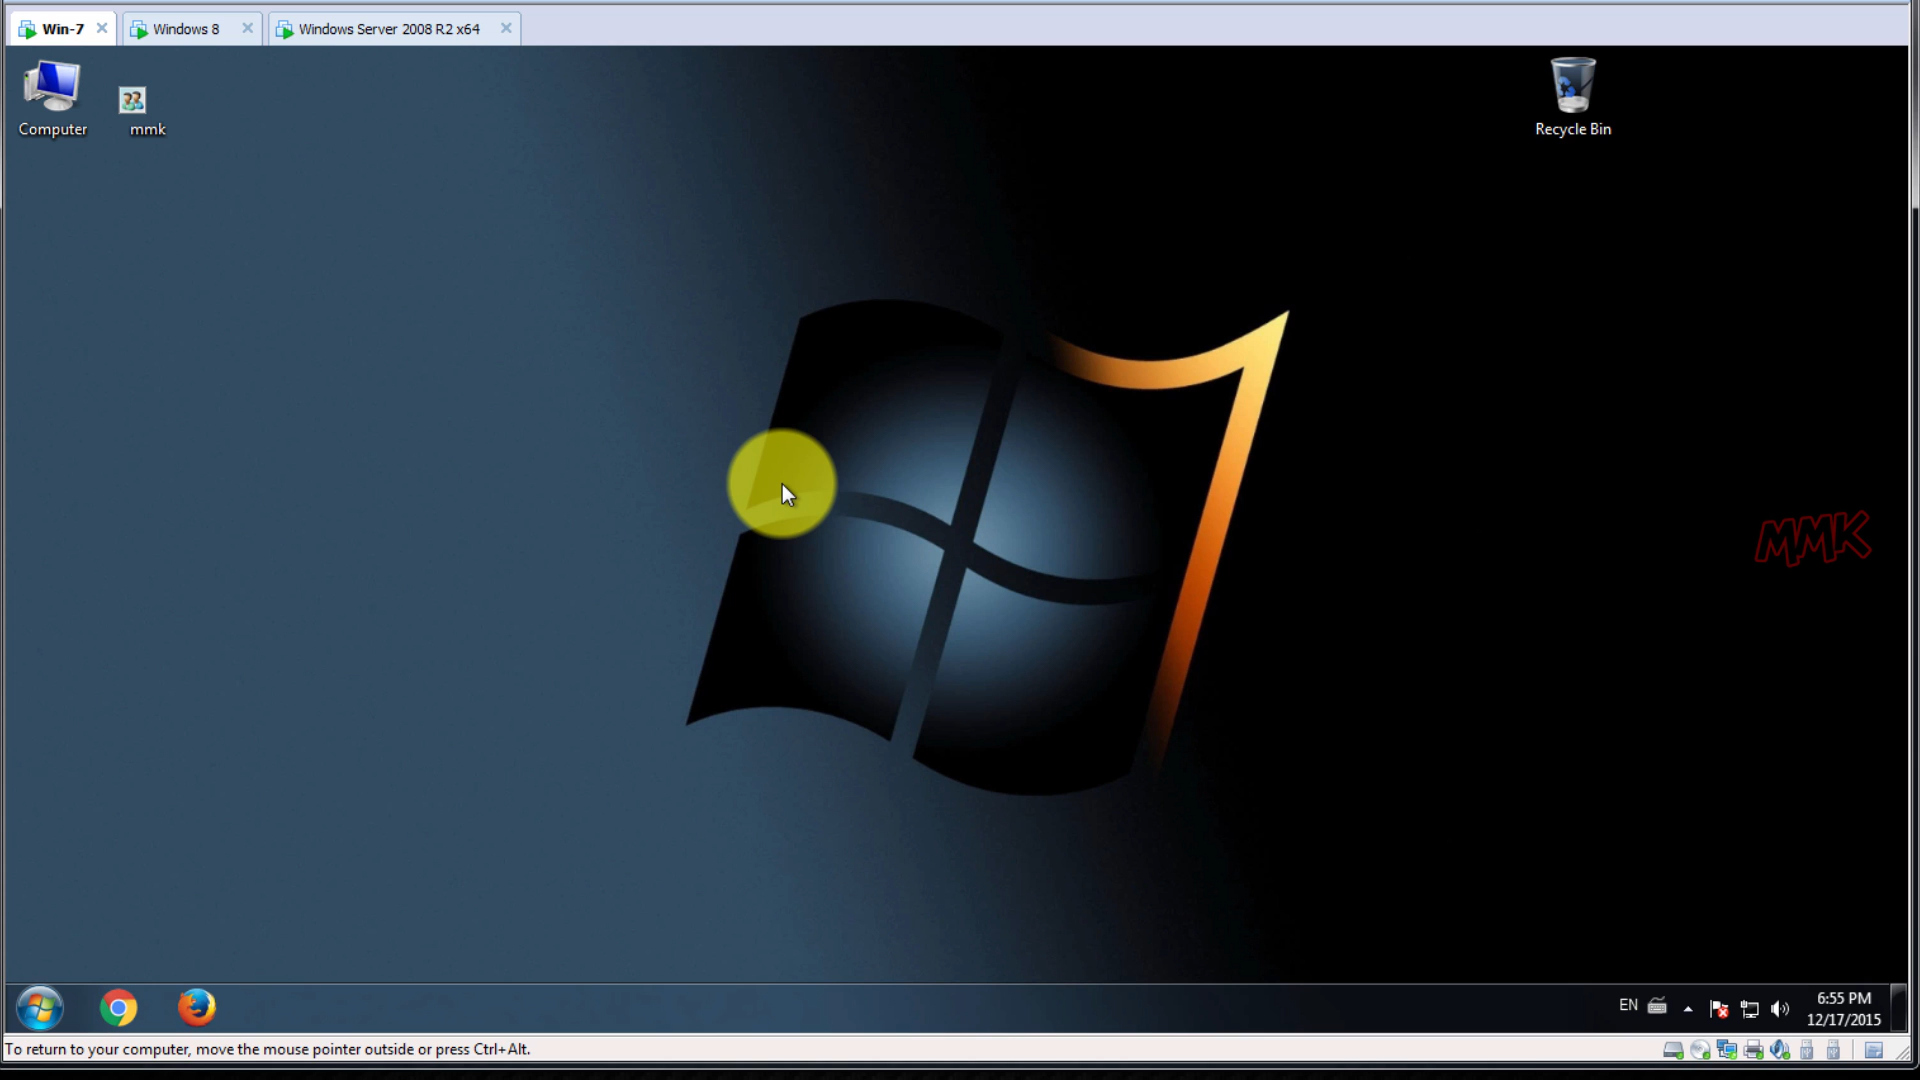 Win-7
Windows 8
Windows Server 2008 R2 x64
Computer
mmk
Recycle Bin
MMK
EN
6:55 PM
12/17/2015
To return to your computer, move the mouse pointer outside or press Ctrl+Alt.